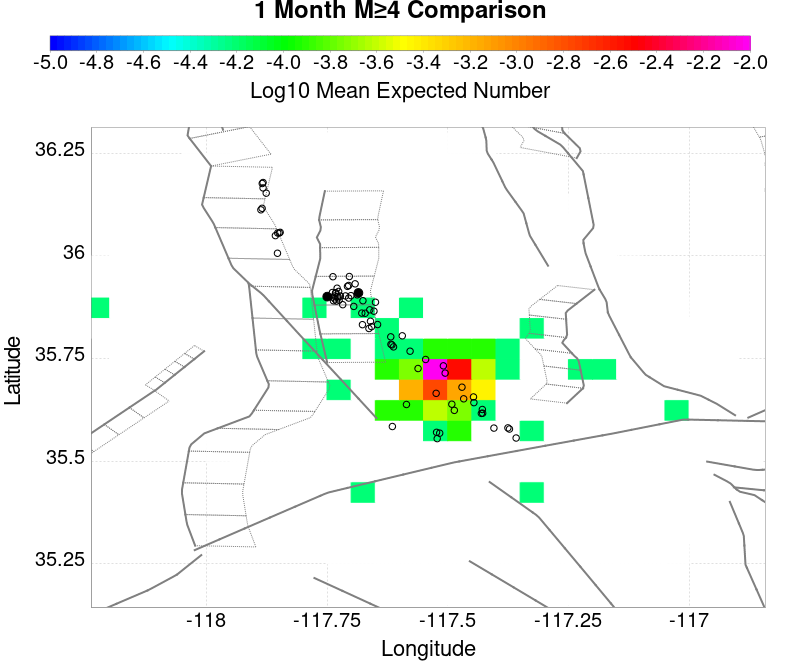 1 Month M≥4 Comparison
-5.0 -4.8 -4.6 -4.4 -4.2 -4.0 -3.8 -3.6 -3.4 -3.2 -3.0 -2.8 -2.6 -2.4 -2.2 -2.0
Log10 Mean Expected Number
36.25
36
35.75
35.5
35.25
Latitude
-118 -117.75 -117.5 -117.25 -117
Longitude